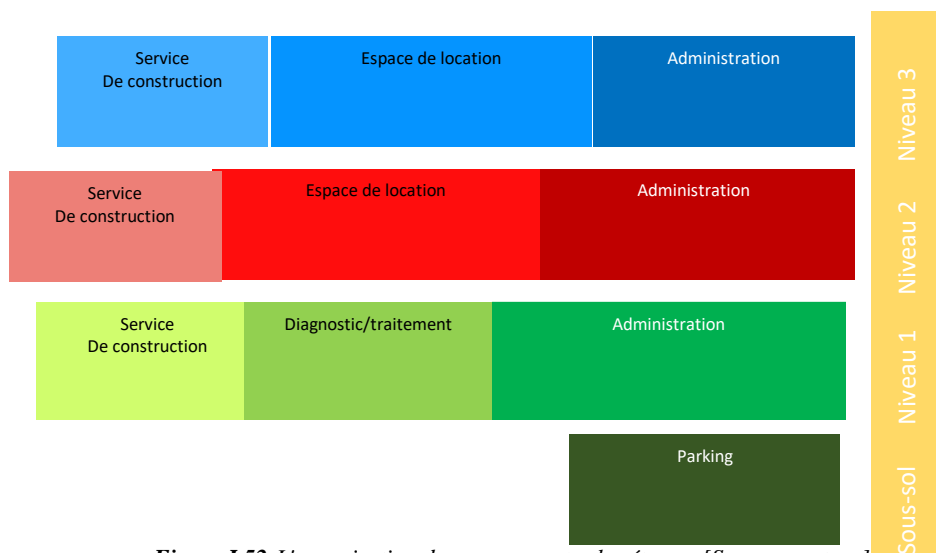 Service
De construction
Espace de location
Administration
Niveau 3
Service
De construction
Espace de location
Administration
Niveau 2
Service
De construction
Diagnostic/traitement
Administration
Niveau 1
Parking
Sous-sol